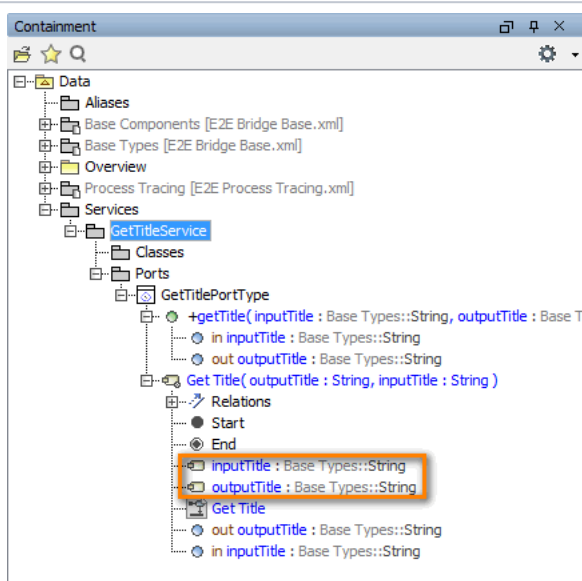 Containment
Data
Aliases
Base Components [E2E Bridge Base.xml]
Base Types [E2E Bridge Base.xml]
Overview
Process Tracing [E2E Process Tracing.xml]
Services
GetTitleService
Classes
Ports
GetTitlePortType
+getTitle( inputTitle : Base Types::String, outputTitle : Base T
in inputTitle : Base Types::String
out outputTitle : Base Types::String
Get Title( outputTitle : String, inputTitle : String )
Relations
Start
End
inputTitle : Base Types::String
outputTitle : Base Types::String
Get Title
out outputTitle : Base Types::String
in inputTitle : Base Types::String